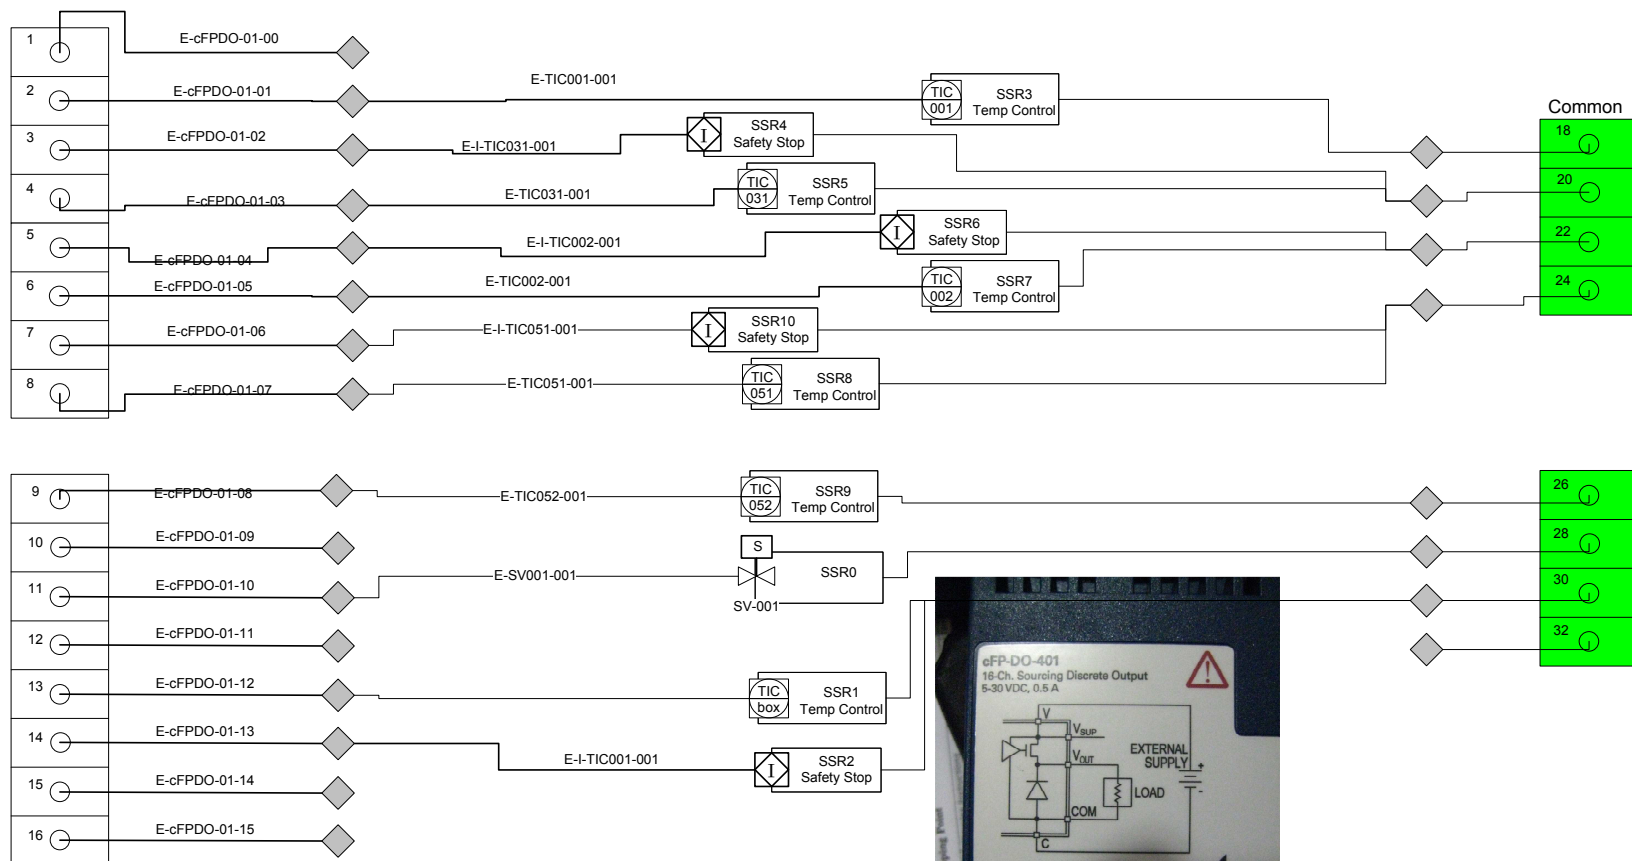 1
E-cFPDO-01-00
2
E-cFPDO-01-01
E-TIC001-001
TIC
001
SSR3
Temp Control
Common
3
E-cFPDO-01-02
E-I-TIC031-001
I
SSR4
Safety Stop
18
4
E-cFPDO-01-03
E-TIC031-001
TIC
031
SSR5
Temp Control
20
5
E-cFPDO-01-04
E-I-TIC002-001
I
SSR6
Safety Stop
22
6
E-cFPDO-01-05
E-TIC002-001
TIC
002
SSR7
Temp Control
24
7
E-cFPDO-01-06
E-I-TIC051-001
I
SSR10
Safety Stop
8
E-cFPDO-01-07
E-TIC051-001
TIC
051
SSR8
Temp Control
9
E-cFPDO-01-08
E-TIC052-001
TIC
052
SSR9
Temp Control
26
10
E-cFPDO-01-09
28
11
E-cFPDO-01-10
E-SV001-001
S
SV-001
SSR0
30
12
E-cFPDO-01-11
32
13
E-cFPDO-01-12
TIC
box
SSR1
Temp Control
14
E-cFPDO-01-13
E-I-TIC001-001
I
SSR2
Safety Stop
15
E-cFPDO-01-14
16
E-cFPDO-01-15
cFP-DO-401
16-Ch. Sourcing Discrete Output
5-30 VDC, 0.5 A
V
VSUP
VOUT
EXTERNAL
SUPPLY
+
-
LOAD
COM
C